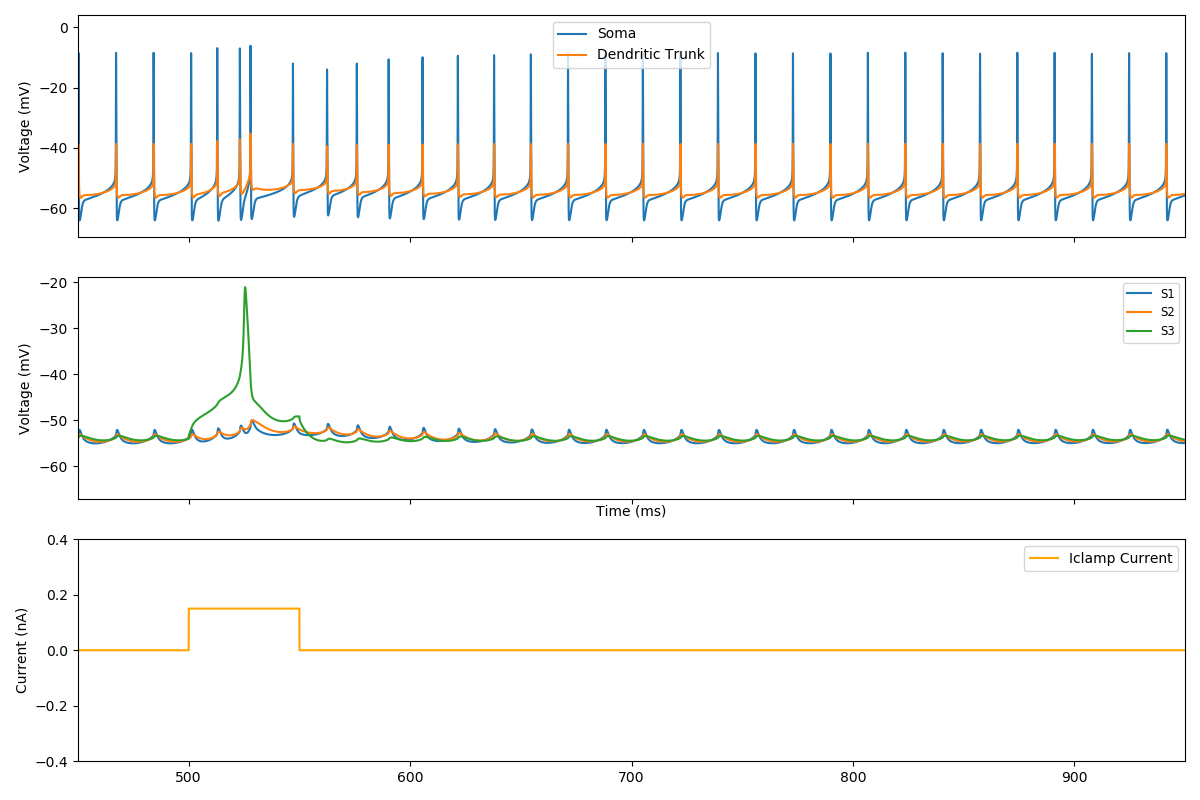 0
−20
−40
−60
Voltage (mV)
Soma
Dendritic Trunk
−20
−30
−40
−50
−60
Voltage (mV)
S1
S2
S3
Time (ms)
0.4
0.2
0.0
−0.2
−0.4
Current (nA)
Iclamp Current
500
600
700
800
900